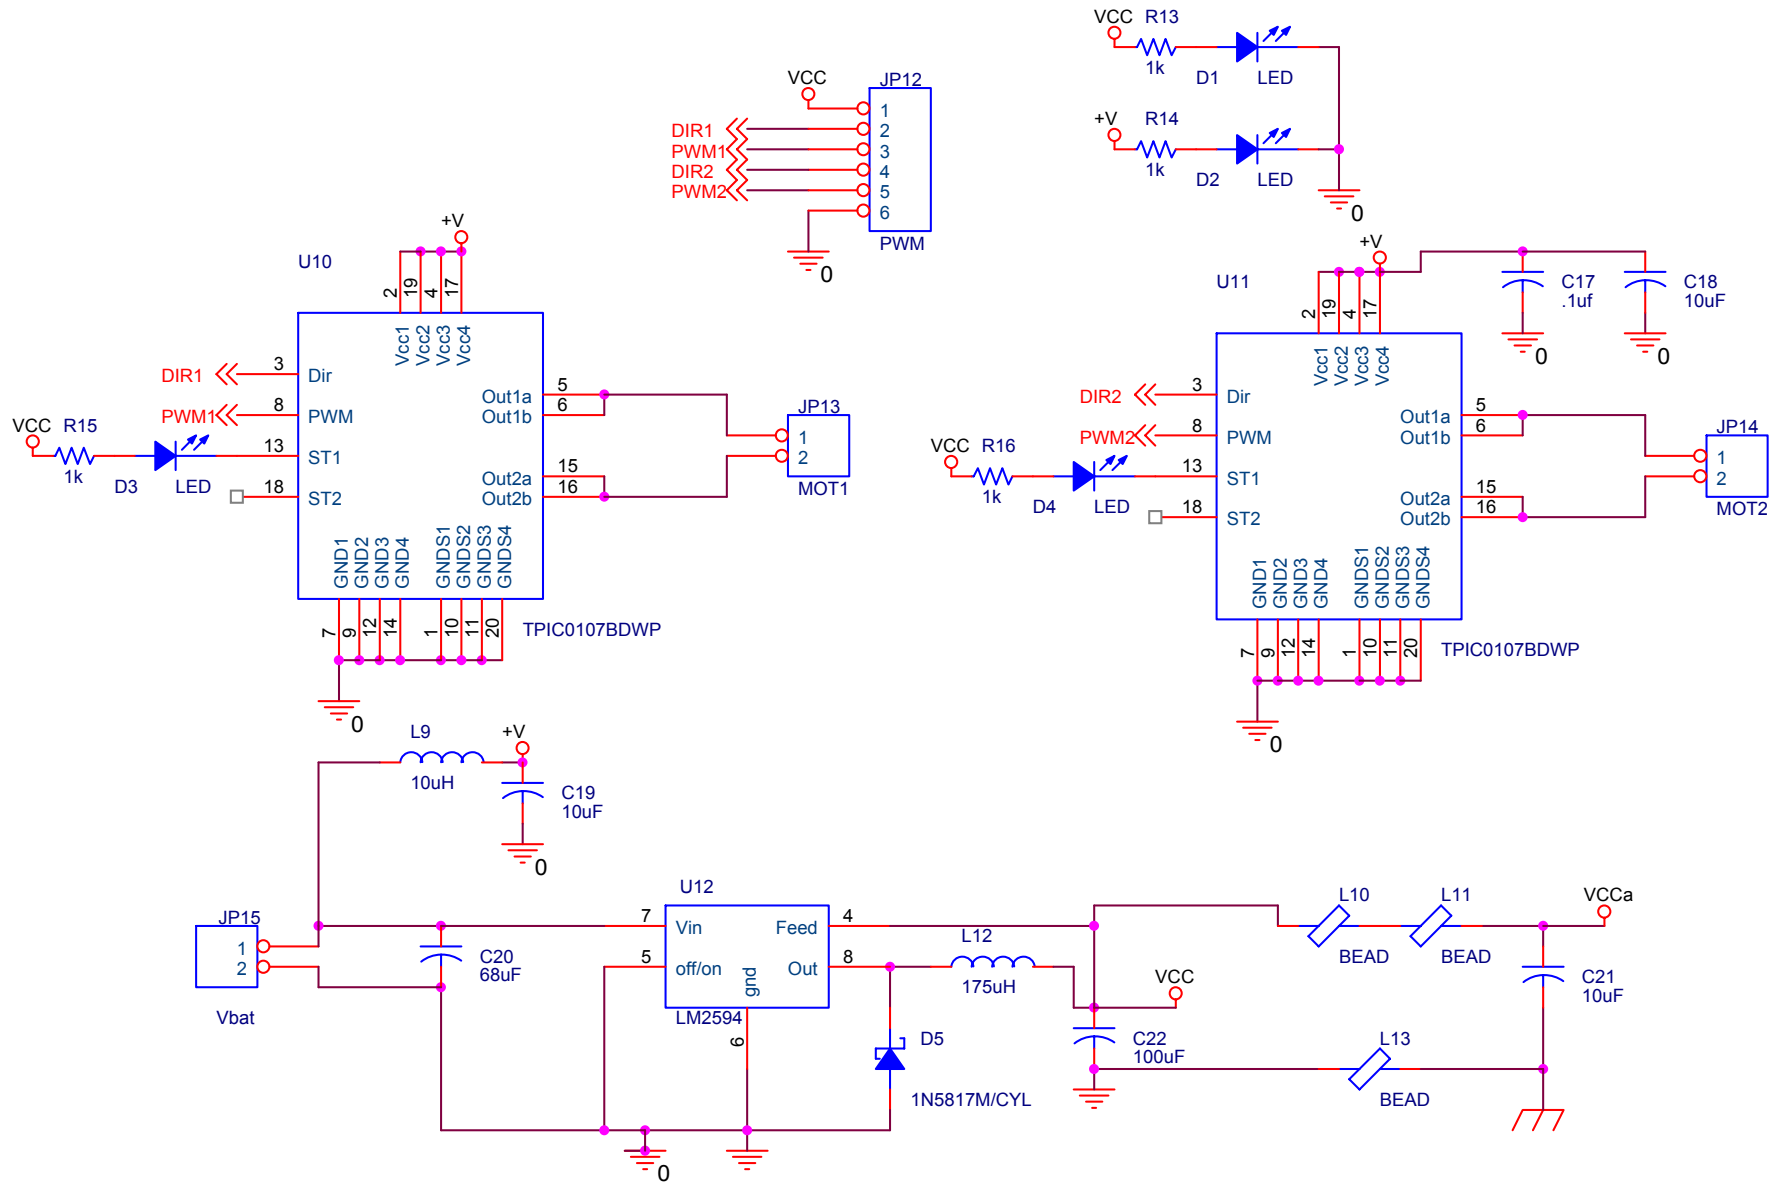 VCC R13
1k
D1 LED
+V R14
1k
D2 LED
0
VCC
JP12
DIR1
PWM1
DIR2
PWM2
1
2
3
4
5
6
PWM
0
U10
+V
2 19 4 17
Vcc1 Vcc2 Vcc3 Vcc4
DIR1 3 Dir
PWM1 8 PWM
VCC R15
1k
D3 LED
13 ST1
18 ST2
Out1a 5
Out1b 6
Out2a 15
Out2b 16
JP13
1
2
MOT1
GND1 GND2 GND3 GND4 GNDS1 GNDS2 GNDS3 GNDS4
7 9 12 14 1 10 11 20
TPIC0107BDWP
0
U11
+V
2 19 4 17
Vcc1 Vcc2 Vcc3 Vcc4
C17
.1uf
0
C18
10uF
0
DIR2 3 Dir
PWM2 8 PWM
VCC R16
1k
D4 LED
13 ST1
18 ST2
Out1a 5
Out1b 6
Out2a 15
Out2b 16
JP14
1
2
MOT2
GND1 GND2 GND3 GND4 GNDS1 GNDS2 GNDS3 GNDS4
7 9 12 14 1 10 11 20
TPIC0107BDWP
0
L9
10uH
+V
C19
10uF
0
JP15
1
2
Vbat
C20
68uF
U12
7 Vin
5 off/on
Feed 4
Out 8
gnd
6
LM2594
L12
175uH
D5
1N5817M/CYL
0
VCC
C22
100uF
L10
BEAD
L11
BEAD
VCCa
C21
10uF
L13
BEAD